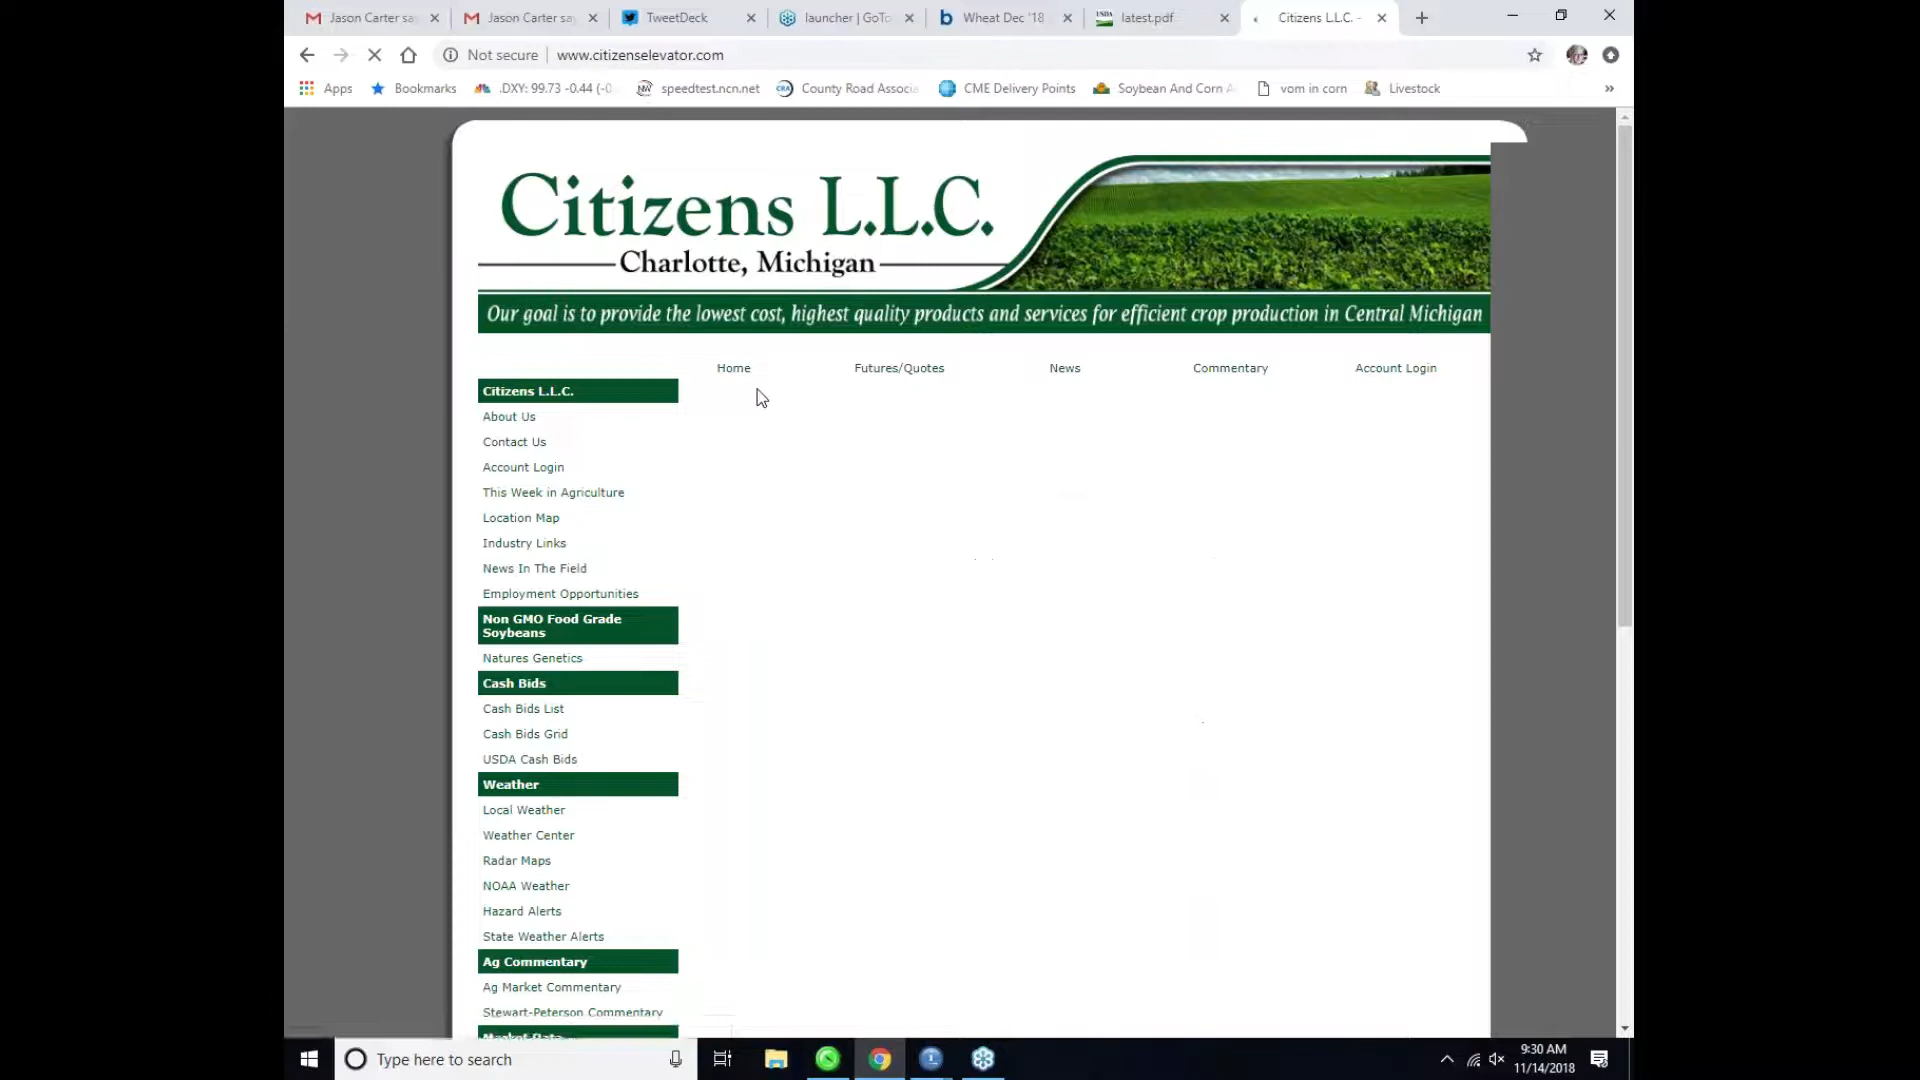 Jason Carter sa
Jason Carter say
TweetDeck
launcher | GoTo
Wheat Dec '18
latest.pdf
Citizens L.L.C. -
Not secure
www.citizenselevator.com
Apps
Bookmarks
.DXY: 99.73 -0.44 (-0
speedtest.ncn.net
County Road Associa
CME Delivery Points
Soybean And Corn A
vom in corn
Livestock
»
Citizens L.L.C.
Charlotte, Michigan
Our goal is to provide the lowest cost, highest quality products and services for efficient crop production in Central Michigan
Home
Futures/Quotes
News
Commentary
Account Login
Citizens L.L.C.
About Us
Contact Us
Account Login
This Week in Agriculture
Location Map
Industry Links
News In The Field
Employment Opportunities
Non GMO Food Grade
Soybeans
Natures Genetics
Cash Bids
Cash Bids List
Cash Bids Grid
USDA Cash Bids
Weather
Local Weather
Weather Center
Radar Maps
NOAA Weather
Hazard Alerts
State Weather Alerts
Ag Commentary
Ag Market Commentary
Stewart-Peterson Commentary
Market Data
Type here to search
9:30 AM
11/14/2018